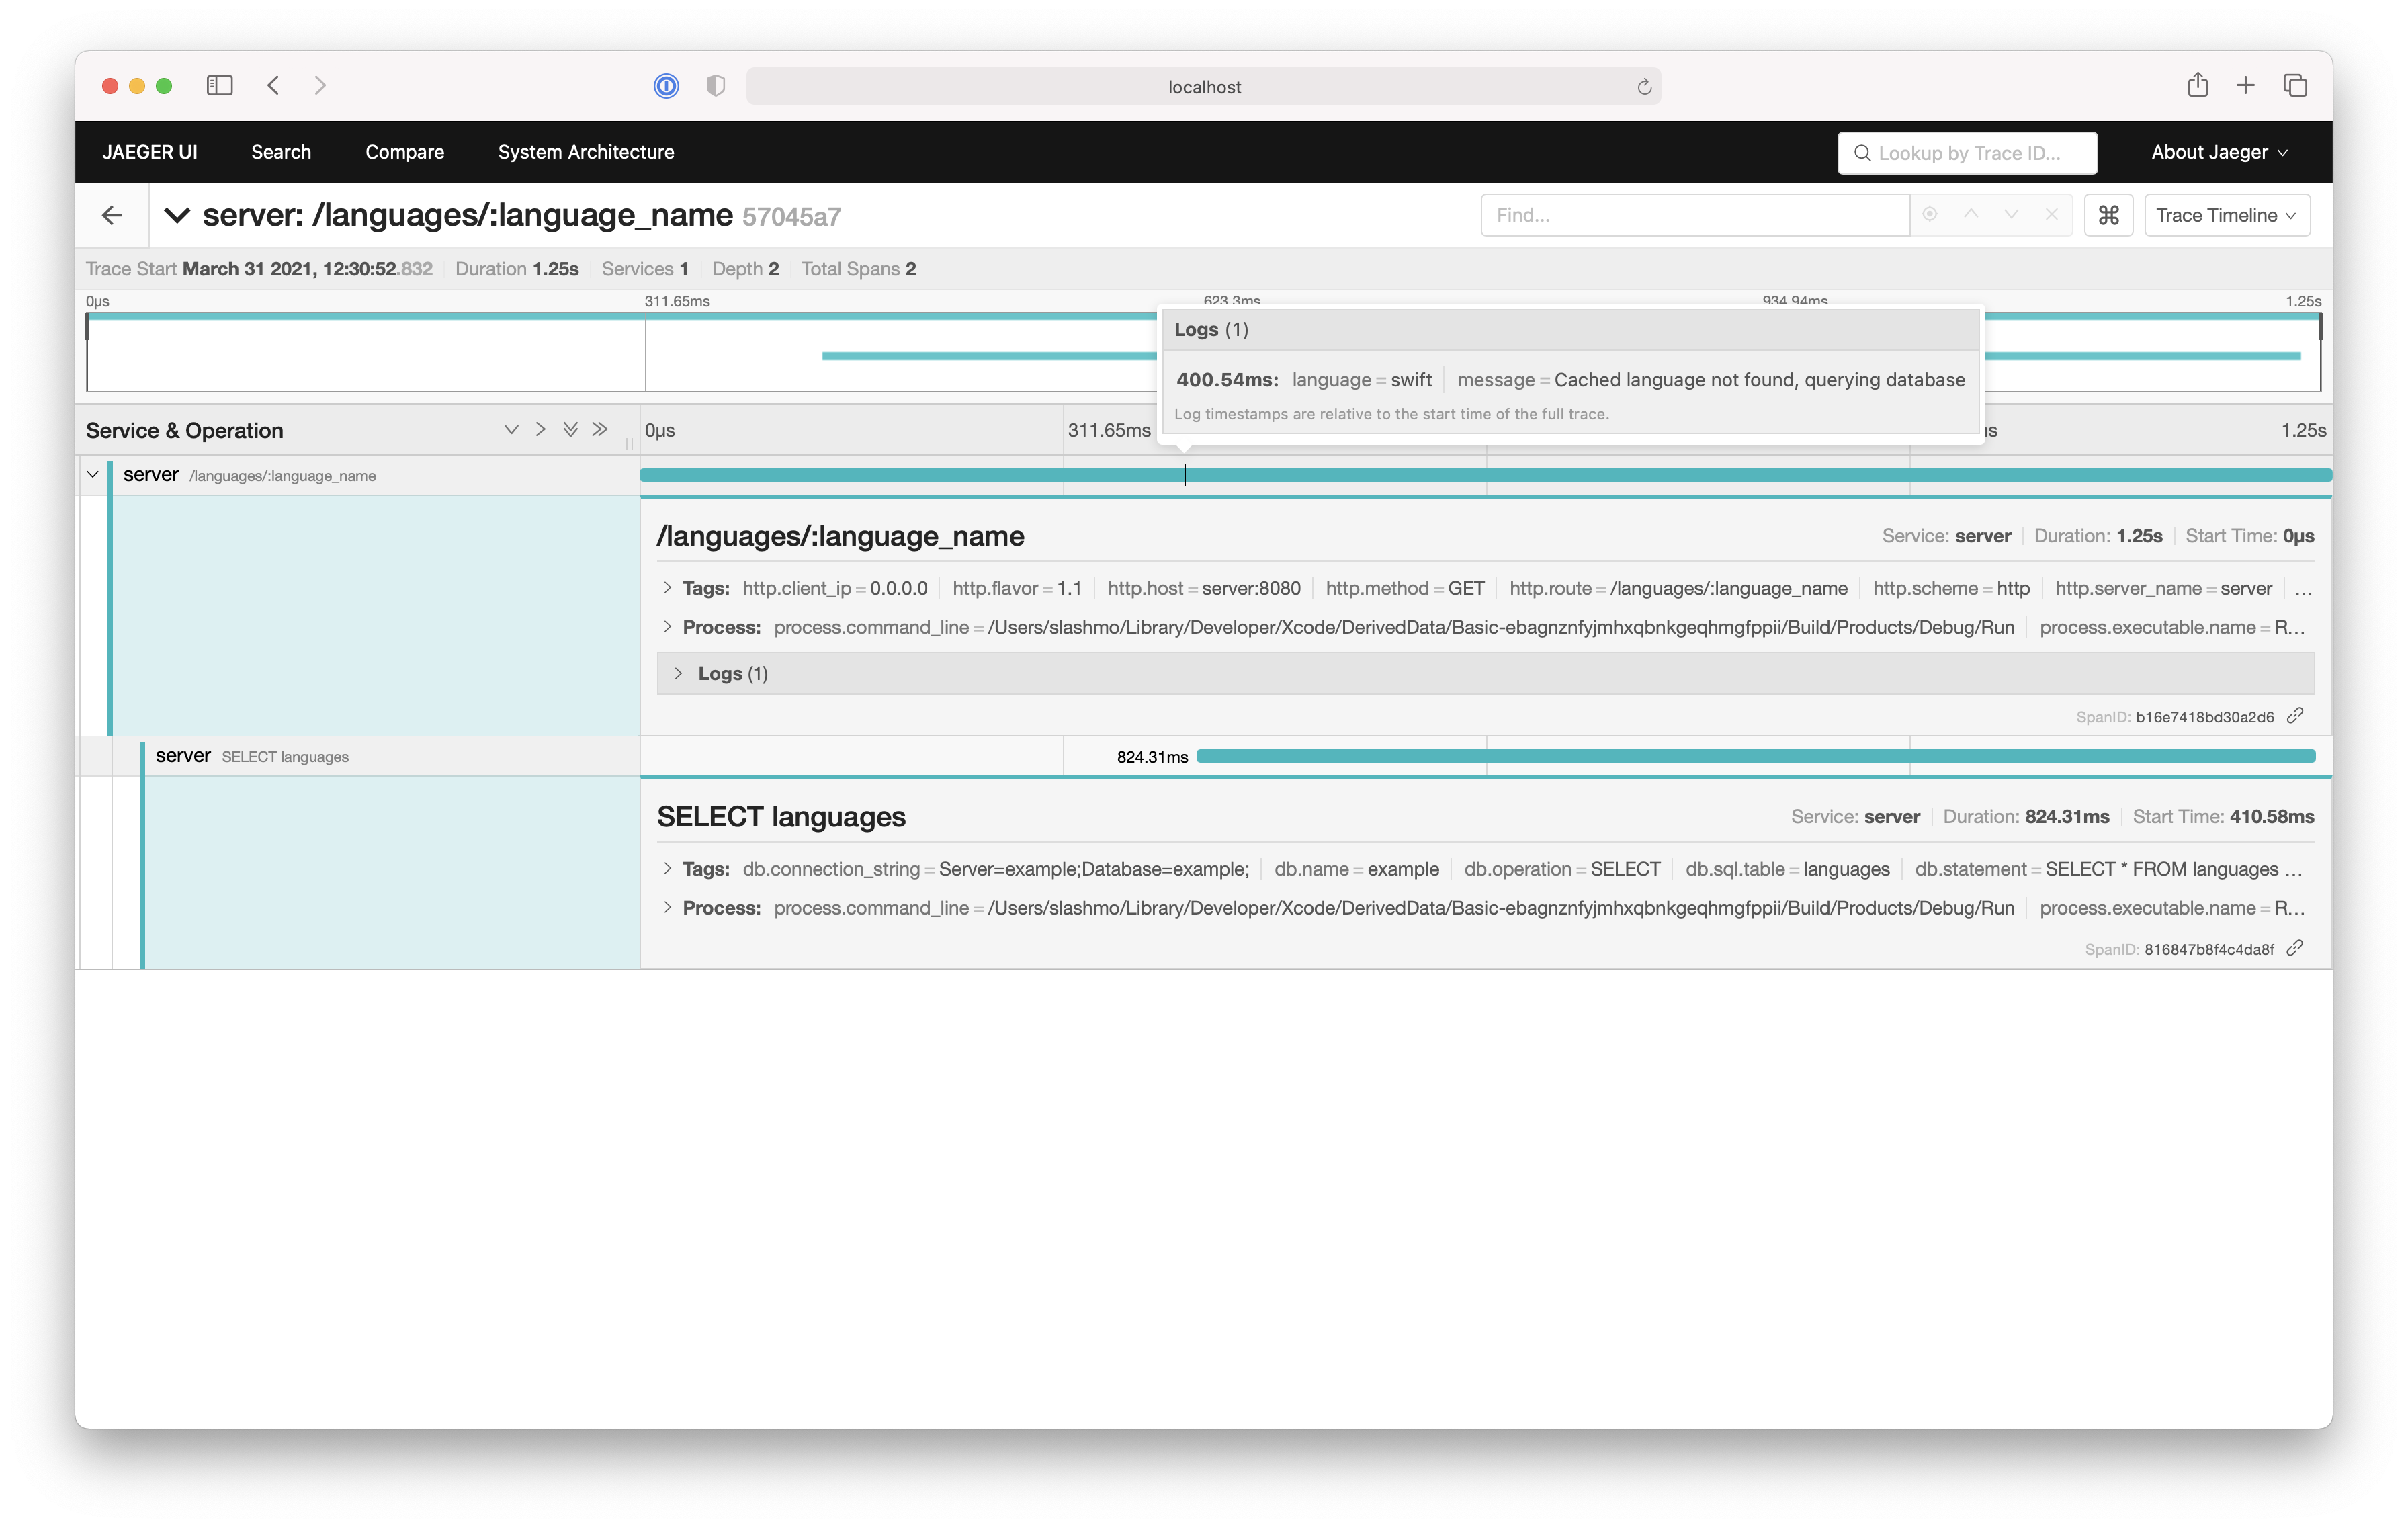 localhost
JAEGER UI Search Compare System Architecture Lookup by Trace ID... About Jaeger
server: /languages/:language_name 57045a7 Find... Trace Timeline
Trace Start March 31 2021, 12:30:52.832 Duration 1.25s Services 1 Depth 2 Total Spans 2
0μs 311.65ms 623.3ms 934.94ms 1.25s
Logs (1)
400.54ms: language = swift message = Cached language not found, querying database
Log timestamps are relative to the start time of the full trace.
Service & Operation 0μs 311.65ms 1.25s
server /languages/:language_name
/languages/:language_name Service: server Duration: 1.25s Start Time: 0μs
Tags: http.client_ip = 0.0.0.0 http.flavor = 1.1 http.host = server:8080 http.method = GET http.route = /languages/:language_name http.scheme = http http.server_name = server ...
Process: process.command_line = /Users/slashmo/Library/Developer/Xcode/DerivedData/Basic-ebagnznfyjmhxqbnkgeqhmgfppii/Build/Products/Debug/Run process.executable.name = R...
Logs (1)
SpanID: b16e7418bd30a2d6
server SELECT languages 824.31ms
SELECT languages Service: server Duration: 824.31ms Start Time: 410.58ms
Tags: db.connection_string = Server=example;Database=example; db.name = example db.operation = SELECT db.sql.table = languages db.statement = SELECT * FROM languages ...
Process: process.command_line = /Users/slashmo/Library/Developer/Xcode/DerivedData/Basic-ebagnznfyjmhxqbnkgeqhmgfppii/Build/Products/Debug/Run process.executable.name = R...
SpanID: 816847b8f4c4da8f